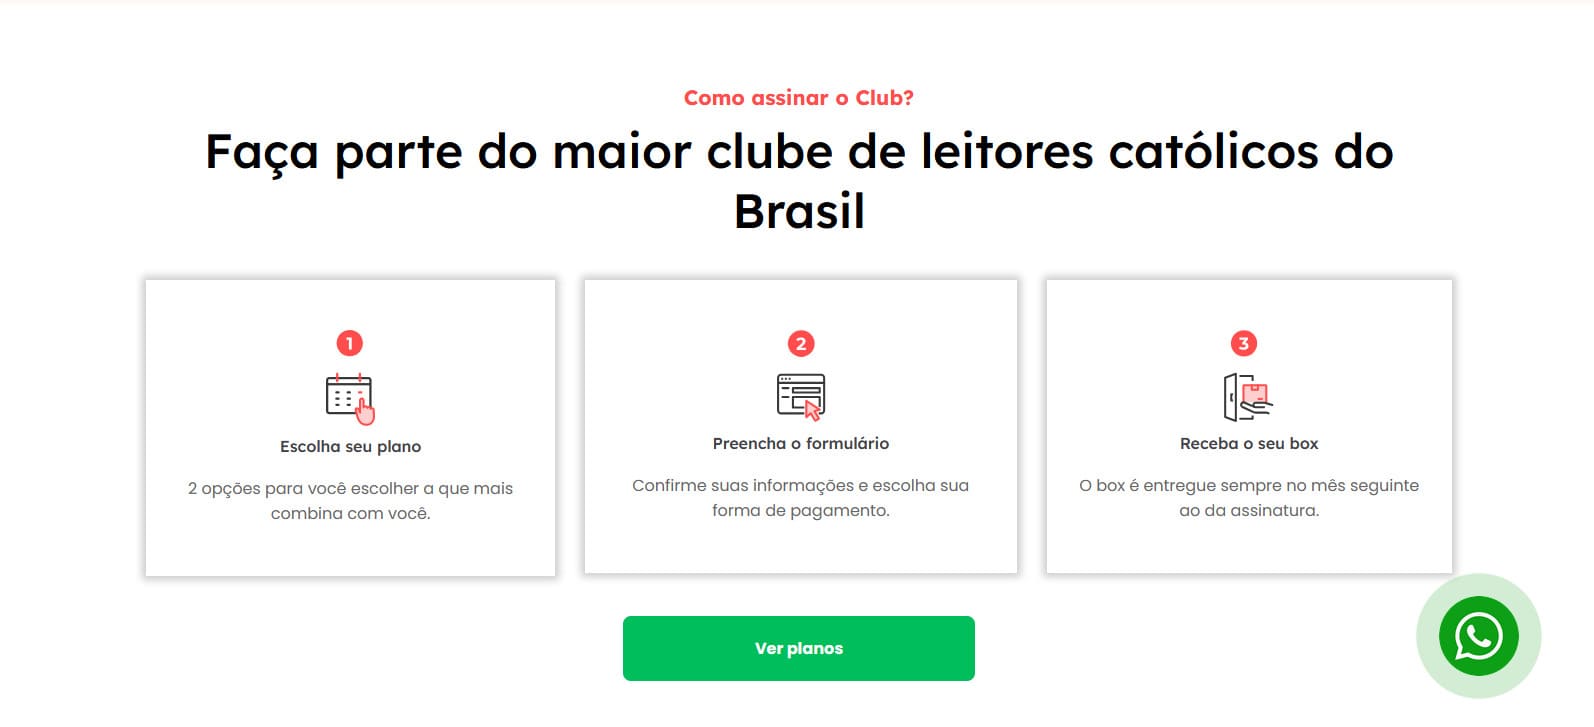 Como assinar o Club?
Faça parte do maior clube de leitores católicos do
Brasil
1
Escolha seu plano
2 opções para você escolher a que mais
combina com você.
2
Preencha o formulário
Confirme suas informações e escolha sua
forma de pagamento.
3
Receba o seu box
O box é entregue sempre no mês seguinte
ao da assinatura.
Ver planos